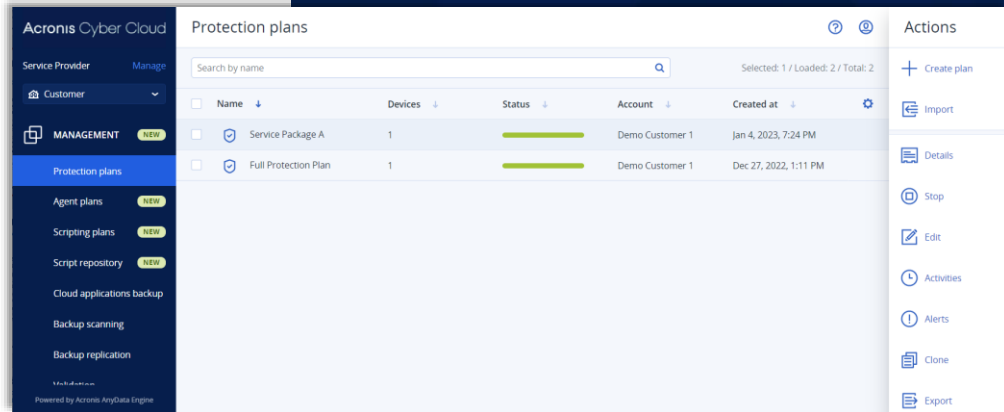 Acronis Cyber Cloud
Service Provider Manage
Customer
MANAGEMENT NEW
Protection plans
Agent plans NEW
Scripting plans NEW
Script repository NEW
Cloud applications backup
Backup scanning
Backup replication
Validation
Powered by Acronis AnyData Engine
Protection plans
Search by name
Selected: 1 / Loaded: 2 / Total: 2
Name Devices Status Account Created at
Service Package A 1 Demo Customer 1 Jan 4, 2023, 7:24 PM
Full Protection Plan 1 Demo Customer 1 Dec 27, 2022, 1:11 PM
Actions
Create plan
Import
Details
Stop
Edit
Activities
Alerts
Clone
Export